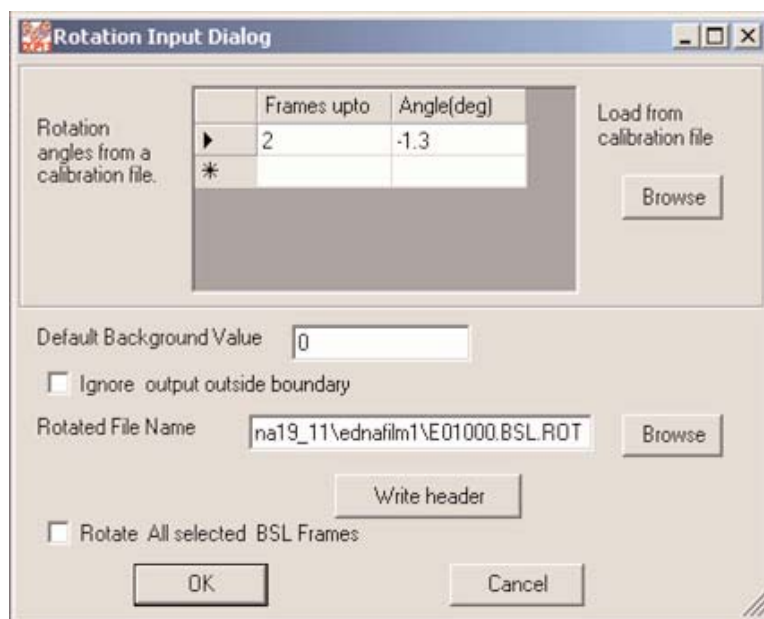 Rotation Input Dialog
Rotation
angles from a
calibration file.
Frames upto Angle(deg)
2 -1.3
Load from
calibration file
Browse
Default Background Value 0
Ignore output outside boundary
Rotated File Name na19_11\ednafilm1\E01000.BSL.ROT Browse
Write header
Rotate All selected BSL Frames
OK Cancel